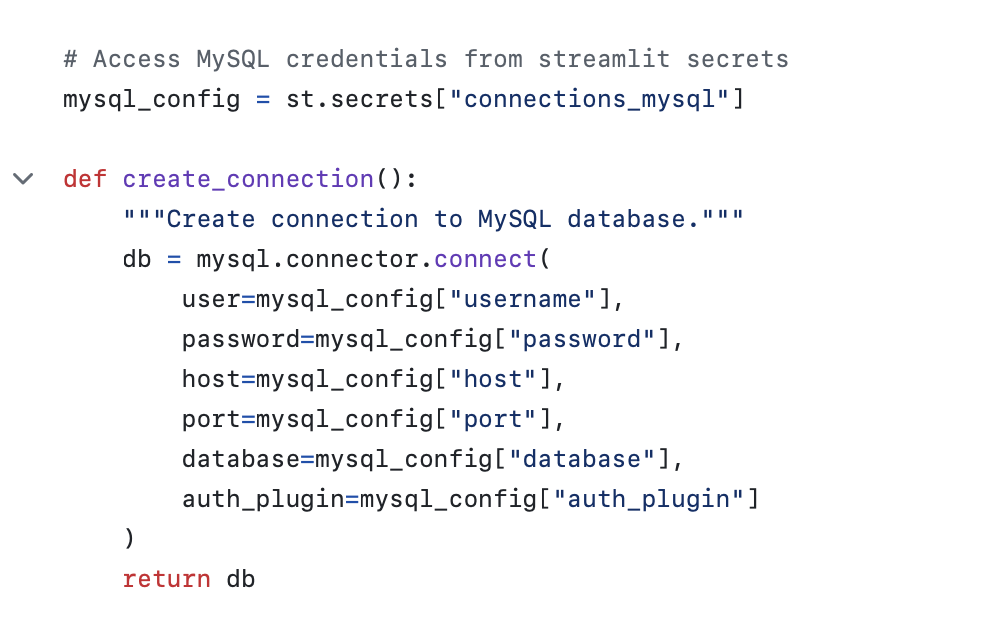 # Access MySQL credentials from streamlit secrets
mysql_config = st.secrets["connections_mysql"]
def create_connection():
    """Create connection to MySQL database."""
    db = mysql.connector.connect(
        user=mysql_config["username"],
        password=mysql_config["password"],
        host=mysql_config["host"],
        port=mysql_config["port"],
        database=mysql_config["database"],
        auth_plugin=mysql_config["auth_plugin"]
    )
    return db